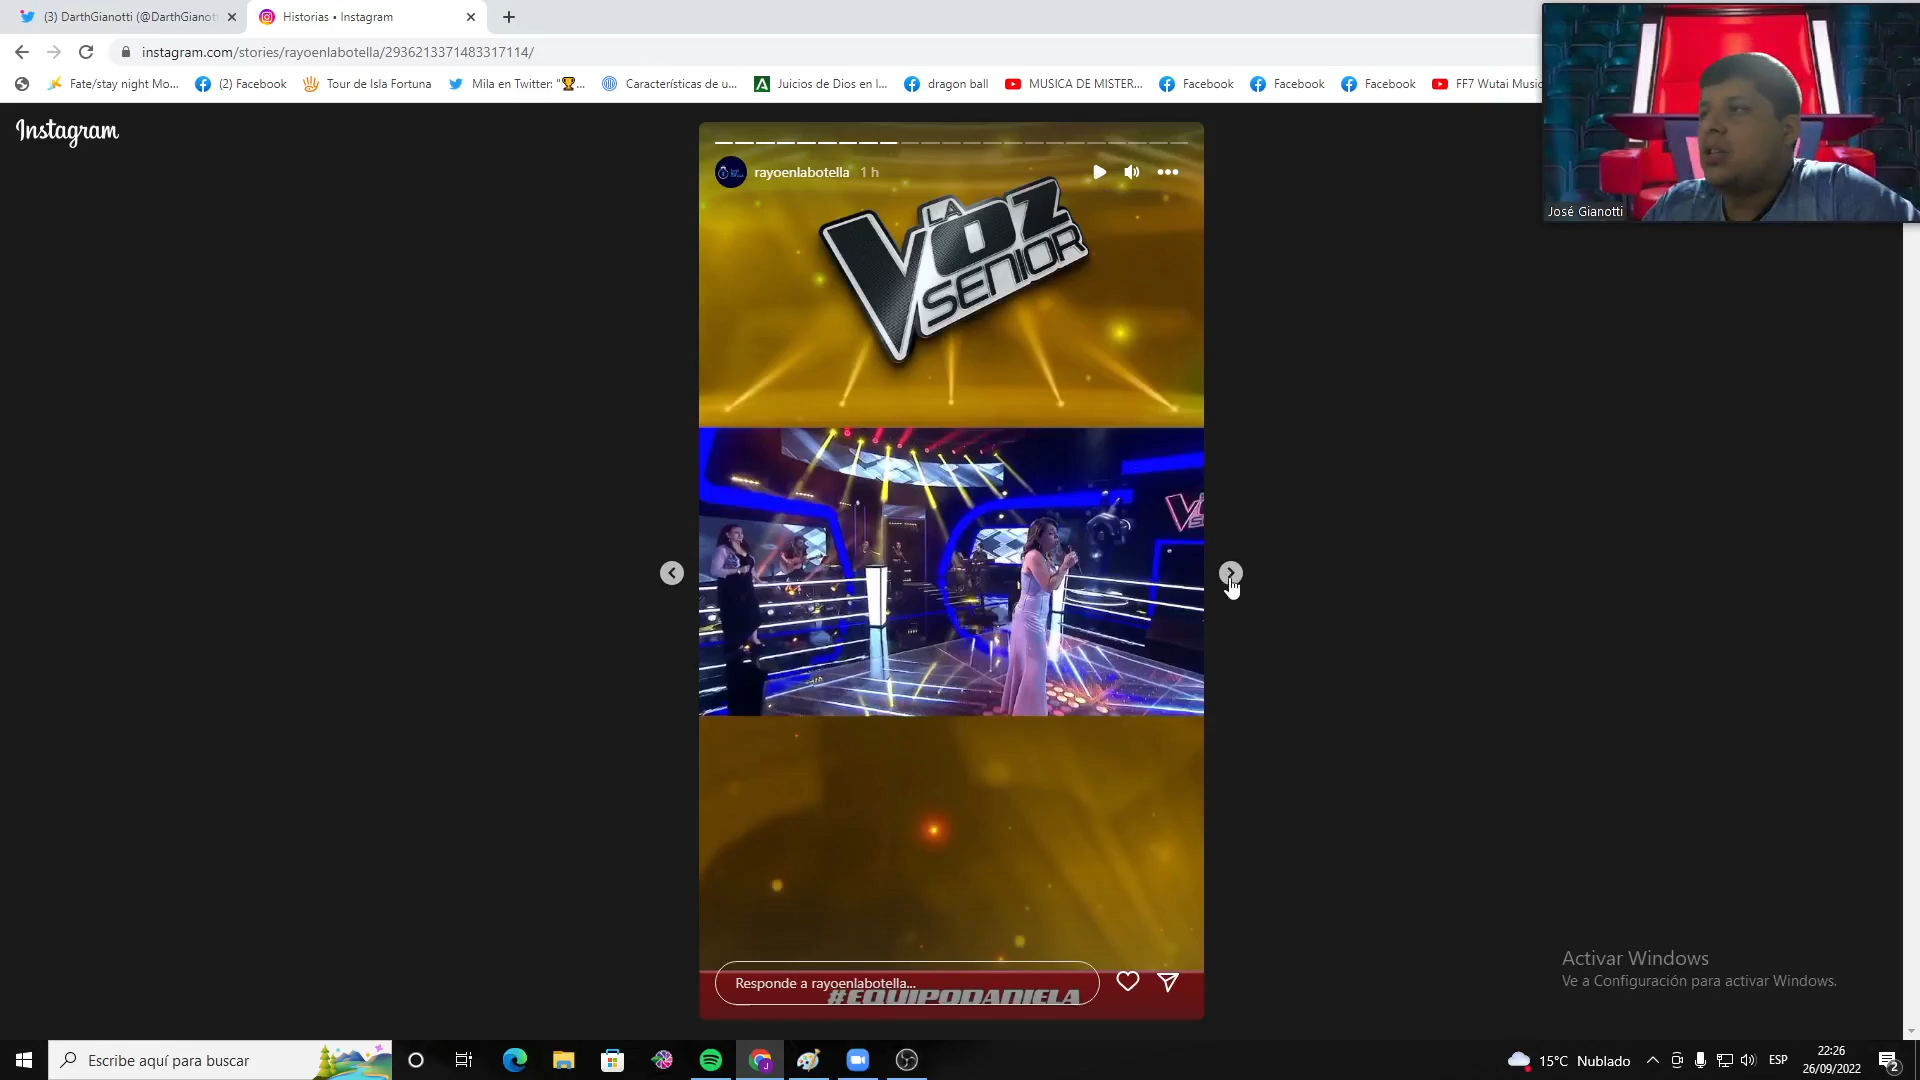 (3) DarthGianotti (@DarthGianot
Historias • Instagram
instagram.com/stories/rayoenlabotella/2936213371483317114/
Fate/stay night Mo...
(2) Facebook
Tour de Isla Fortuna
Mila en Twitter: "🏆...
Características de u...
Juicios de Dios en l...
dragon ball
MUSICA DE MISTER...
Facebook
Facebook
Facebook
FF7 Wutai Music
José Gianotti
Instagram
rayoenlabotella 1 h
LA
VOZ
SENIOR
Responde a rayoenlabotella...
#EQUIPODANIELA
Activar Windows
Ve a Configuración para activar Windows.
Escribe aquí para buscar
15°C Nublado
ESP
22:26
26/09/2022
2